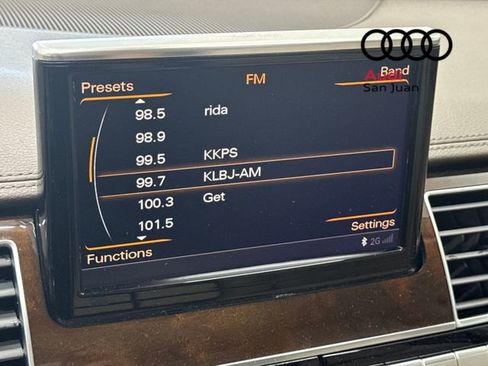 Presets
FM
Band
Audi
San Juan
98.5 rida
98.9
99.5 KKPS
99.7 KLBJ-AM
100.3 Get
101.5
Settings
Functions
2G